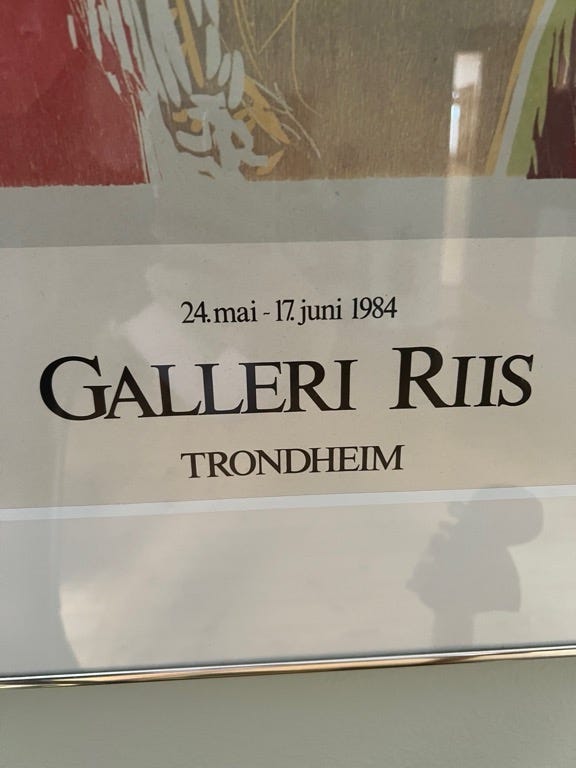 24.mai - 17.juni 1984
GALLERI RIIS
TRONDHEIM